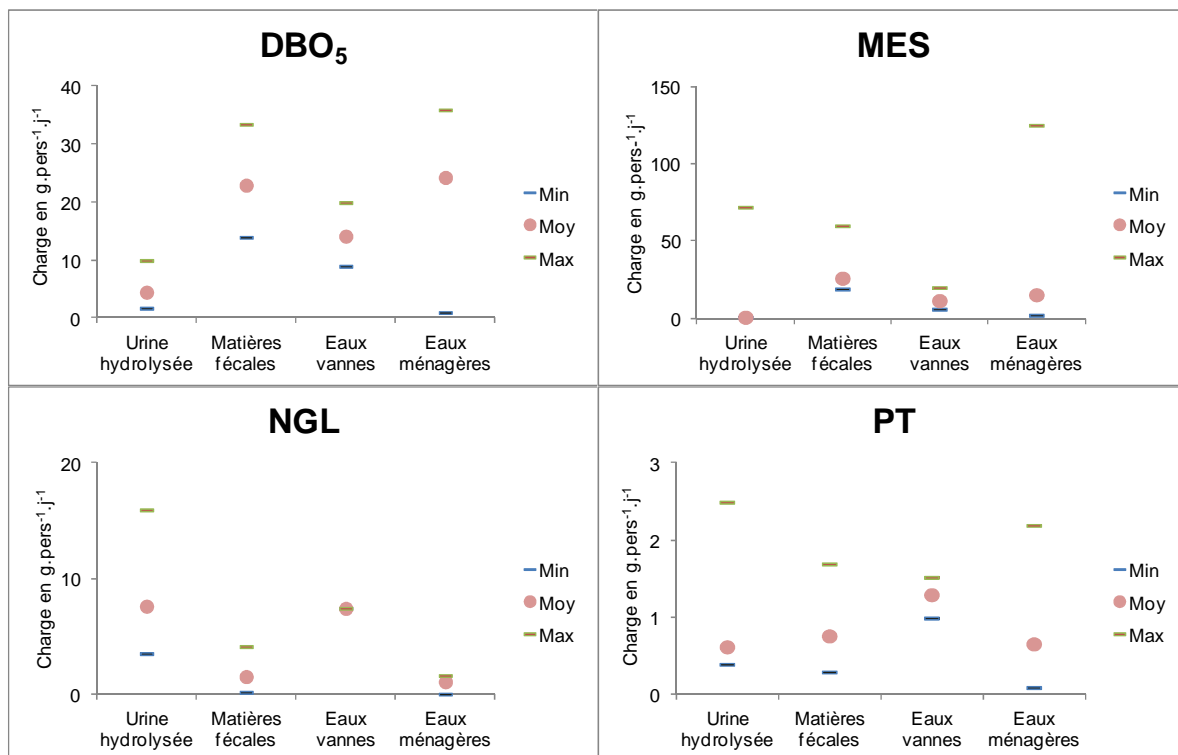 DBO₅
Charge en g.pers⁻¹.j⁻¹
40
30
20
10
0
Urine hydrolysée
Matières fécales
Eaux vannes
Eaux ménagères
Min
Moy
Max
MES
Charge en g.pers⁻¹.j⁻¹
150
100
50
0
Urine hydrolysée
Matières fécales
Eaux vannes
Eaux ménagères
Min
Moy
Max
NGL
Charge en g.pers⁻¹.j⁻¹
20
10
0
Urine hydrolysée
Matières fécales
Eaux vannes
Eaux ménagères
Min
Moy
Max
PT
Charge en g.pers⁻¹.j⁻¹
3
2
1
0
Urine hydrolysée
Matières fécales
Eaux vannes
Eaux ménagères
Min
Moy
Max